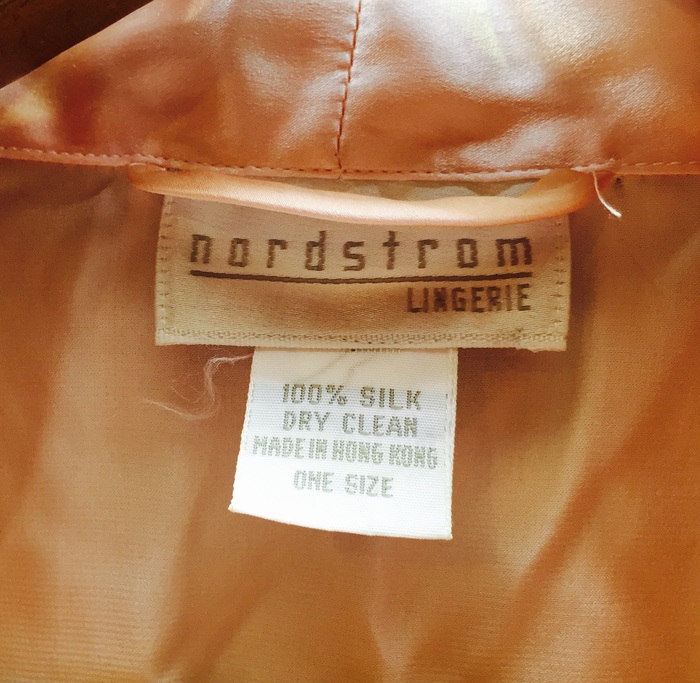 nordstrom
LINGERIE
100% SILK
DRY CLEAN
MADE IN HONG KONG
ONE SIZE